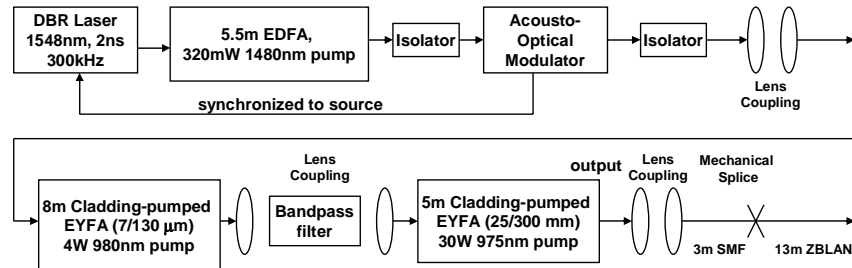 DBR Laser
1548nm, 2ns
300kHz
5.5m EDFA,
320mW 1480nm pump
Isolator
Acousto-
Optical
Modulator
Isolator
Lens
Coupling
synchronized to source
8m Cladding-pumped
EYFA (7/130 μm)
4W 980nm pump
Lens
Coupling
Bandpass
filter
5m Cladding-pumped
EYFA (25/300 mm)
30W 975nm pump
output
Lens
Coupling
Mechanical
Splice
3m SMF
13m ZBLAN